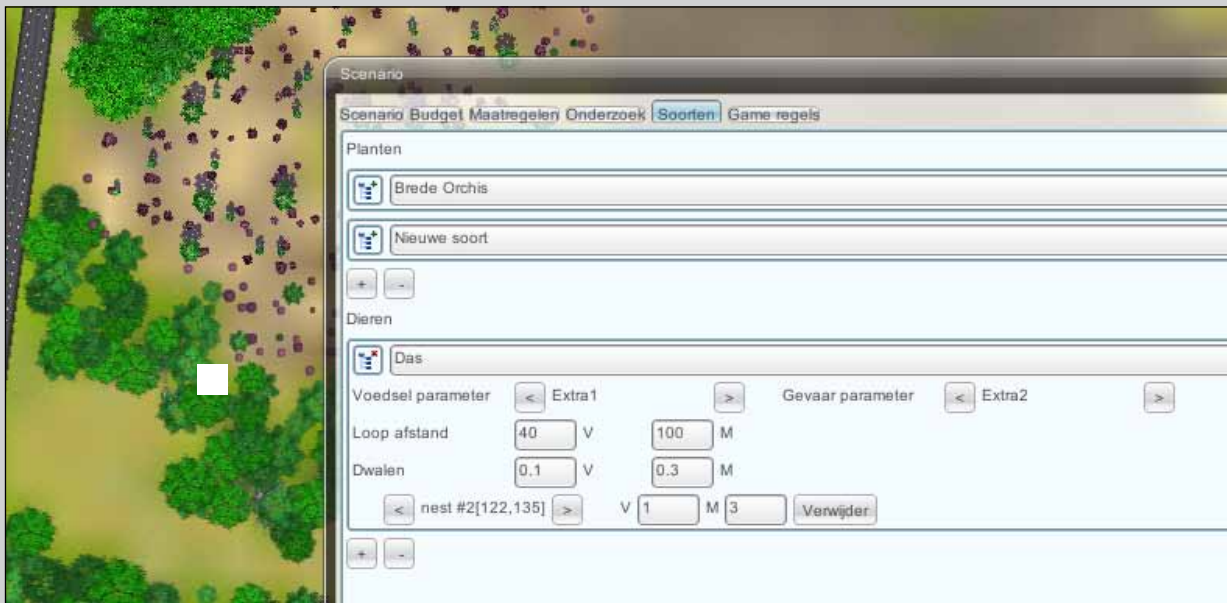 Scenario
Scenario Budget Maatregelen Onderzoek Soorten Game regels
Planten
Brede Orchis
Nieuwe soort
+ -
Dieren
Das
Voedsel parameter < Extra1 > Gevaar parameter < Extra2 >
Loop afstand 40 V 100 M
Dwalen 0.1 V 0.3 M
< nest #2[122,135] > V 1 M 3 Verwijder
+ -